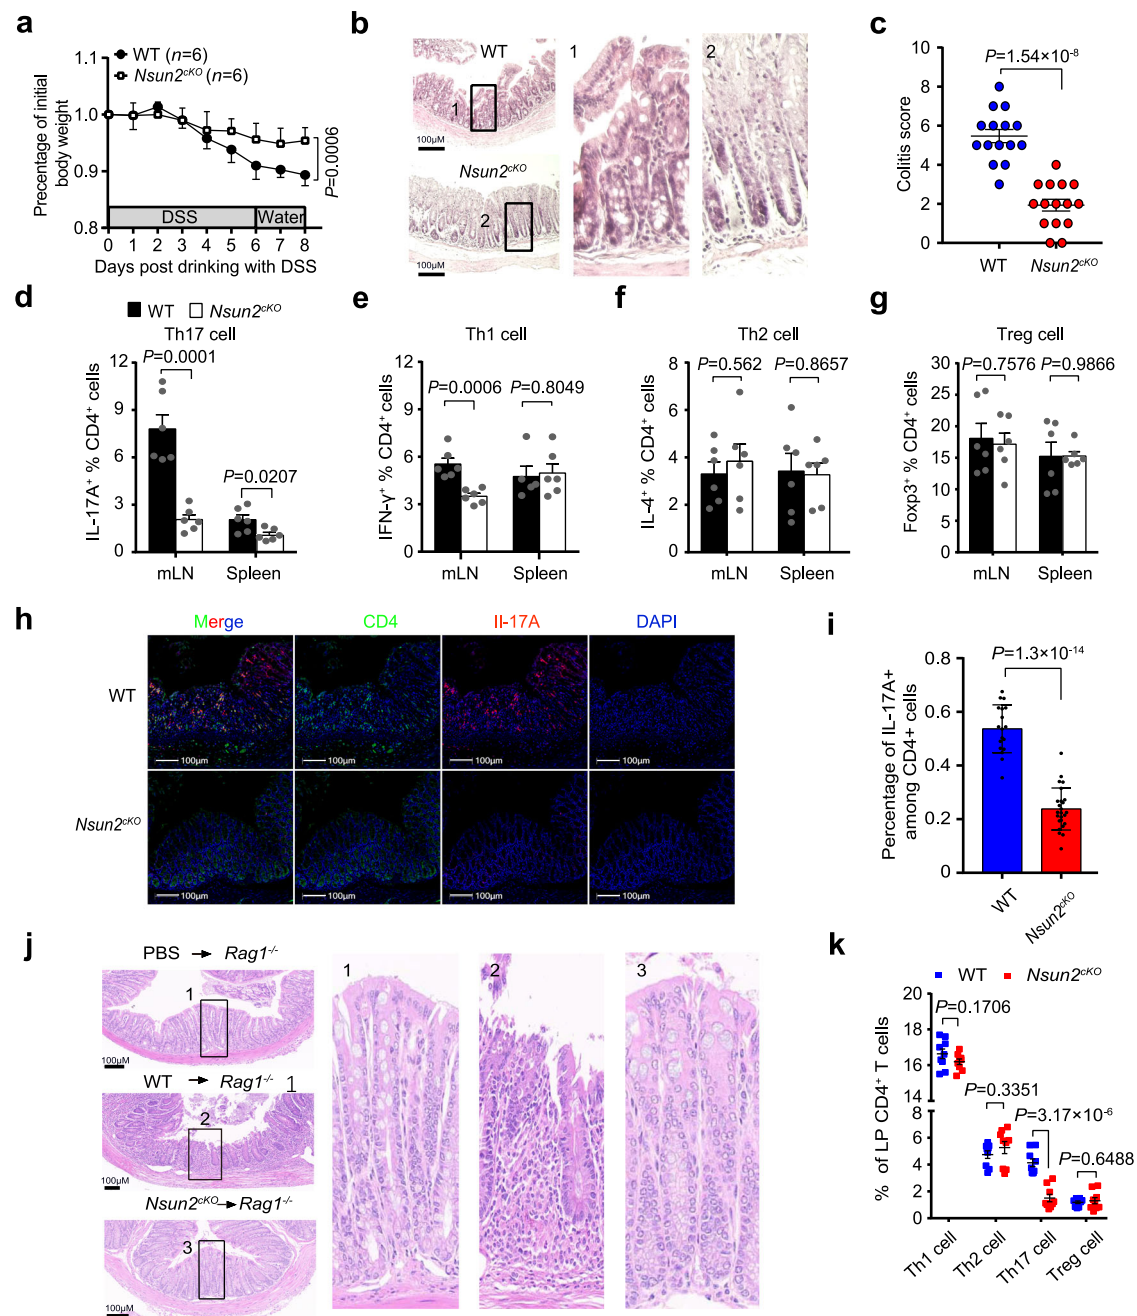 a
WT (n=6)
Nsun2cKO (n=6)
Precentage of initial
body weight
1.1
1.0
0.9
0.8
P=0.0006
DSS
Water
0 1 2 3 4 5 6 7 8
Days post drinking with DSS
b
WT
1
100μM
Nsun2cKO
2
100μM
1
2
c
P=1.54×10-8
Colitis score
8
6
4
2
0
WT
Nsun2cKO
d
WT
Nsun2cKO
Th17 cell
IL-17A+ % CD4+ cells
12
9
6
3
0
P=0.0001
P=0.0207
mLN
Spleen
e
Th1 cell
IFN-γ+ % CD4+ cells
12
9
6
3
0
P=0.0006
P=0.8049
mLN
Spleen
f
Th2 cell
IL-4+ % CD4+ cells
8
6
4
2
0
P=0.562
P=0.8657
mLN
Spleen
g
Treg cell
Foxp3+ % CD4+ cells
30
25
20
15
10
5
0
P=0.7576
P=0.9866
mLN
Spleen
h
Merge
CD4
Il-17A
DAPI
WT
100μm
100μm
100μm
100μm
Nsun2cKO
100μm
100μm
100μm
100μm
i
P=1.3×10-14
Percentage of IL-17A+
among CD4+ cells
0.8
0.6
0.4
0.2
0
WT
Nsun2cKO
j
PBS → Rag1-/-
1
100μM
WT → Rag1-/-
1
2
100μM
Nsun2cKO → Rag1-/-
3
100μM
1
2
3
k
WT
Nsun2cKO
% of LP CD4+ T cells
20
18
16
14
8
6
4
2
0
P=0.1706
P=0.3351
P=3.17×10-6
P=0.6488
Th1 cell
Th2 cell
Th17 cell
Treg cell